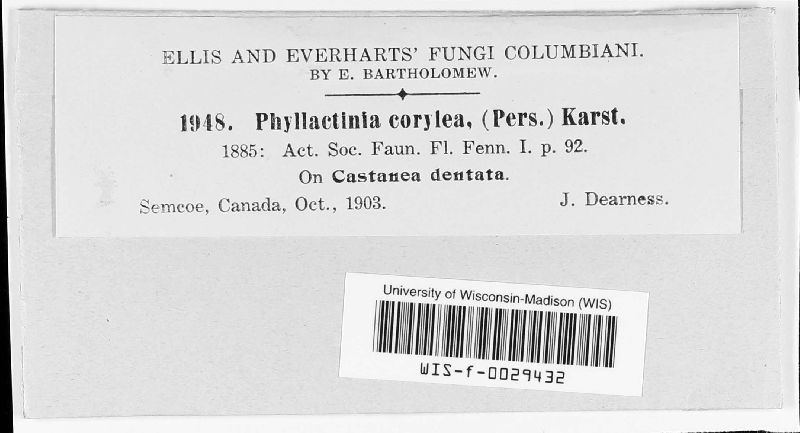 ELLIS AND EVERHARTS' FUNGI COLUMBIANI.
BY E. BARTHOLOMEW.
1948. Phyllactinia corylea, (Pers.) Karst.
1885: Act. Soc. Faun. Fl. Fenn. I. p. 92.
On Castanea dentata.
Semcoe, Canada, Oct., 1903. J. Dearness.
University of Wisconsin-Madison (WIS)
WIS-f-0029432